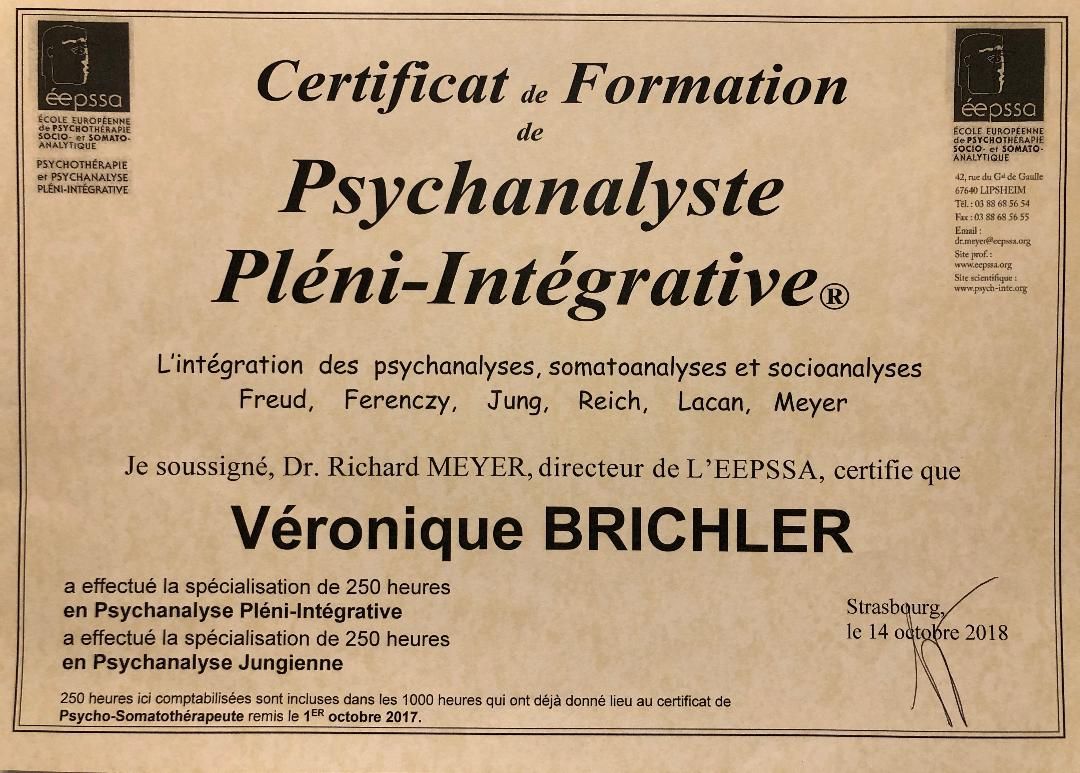 éepssa
ÉCOLE EUROPÉENNE
de PSYCHOTHÉRAPIE
SOCIO- et SOMATO-
ANALYTIQUE
PSYCHOTHÉRAPIE
et PSYCHANALYSE
PLÉNI-INTÉGRATIVE
éepssa
ÉCOLE EUROPÉENNE
de PSYCHOTHÉRAPIE
SOCIO- et SOMATO-
ANALYTIQUE
42, rue du Gal de Gaulle
67640 LIPSHEIM
Tél. : 03 88 68 56 54
Fax : 03 88 68 56 55
Email :
dr.meyer@eepssa.org
Site prof. :
www.eepssa.org
Site scientifique :
www.psych-inte.org
Certificat de Formation
de
Psychanalyste
Pléni-Intégrative®
L'intégration des psychanalyses, somatoanalyses et socioanalyses
Freud, Ferenczy, Jung, Reich, Lacan, Meyer
Je soussigné, Dr. Richard MEYER, directeur de L'EEPSSA, certifie que
Véronique BRICHLER
a effectué la spécialisation de 250 heures
en Psychanalyse Pléni-Intégrative
a effectué la spécialisation de 250 heures
en Psychanalyse Jungienne
Strasbourg,
le 14 octobre 2018
250 heures ici comptabilisées sont incluses dans les 1000 heures qui ont déjà donné lieu au certificat de
Psycho-Somatothérapeute remis le 1ER octobre 2017.